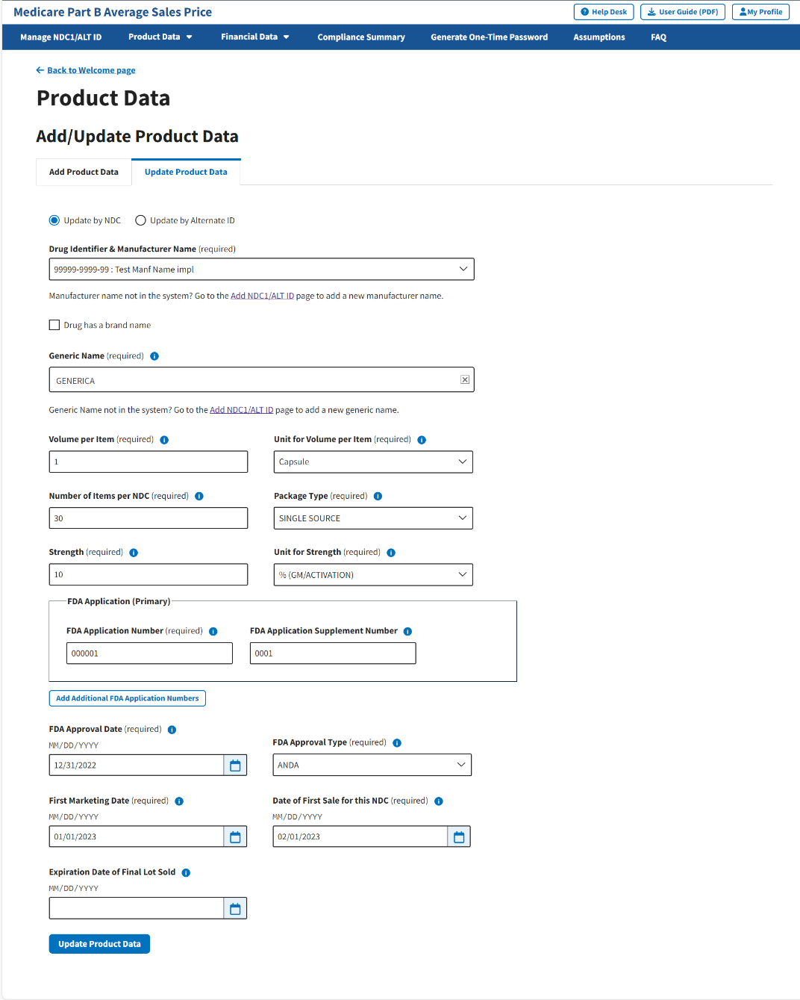 Medicare Part B Average Sales Price
Help Desk
User Guide (PDF)
My Profile
Manage NDC1/ALT ID
Product Data
Financial Data
Compliance Summary
Generate One-Time Password
Assumptions
FAQ
Back to Welcome page
Product Data
Add/Update Product Data
Add Product Data
Update Product Data
Update by NDC
Update by Alternate ID
Drug Identifier & Manufacturer Name (required)
99999-9999-99 : Test Manf Name impl
Manufacturer name not in the system? Go to the Add NDC1/ALT ID page to add a new manufacturer name.
Drug has a brand name
Generic Name (required)
GENERICA
Generic Name not in the system? Go to the Add NDC1/ALT ID page to add a new generic name.
Volume per Item (required)
Unit for Volume per Item (required)
1
Capsule
Number of Items per NDC (required)
Package Type (required)
30
SINGLE SOURCE
Strength (required)
Unit for Strength (required)
10
% (GM/ACTIVATION)
FDA Application (Primary)
FDA Application Number (required)
FDA Application Supplement Number
000001
0001
Add Additional FDA Application Numbers
FDA Approval Date (required)
MM/DD/YYYY
FDA Approval Type (required)
12/31/2022
ANDA
First Marketing Date (required)
Date of First Sale for this NDC (required)
MM/DD/YYYY
MM/DD/YYYY
01/01/2023
02/01/2023
Expiration Date of Final Lot Sold
MM/DD/YYYY
Update Product Data